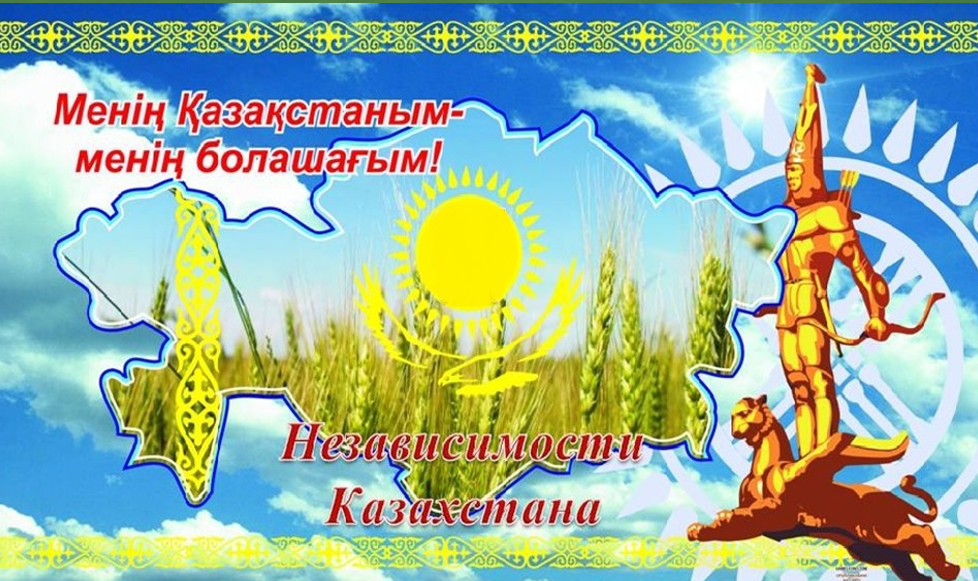 Менің Қазақстаным-
менің болашағым!
Независимости
Казахстана